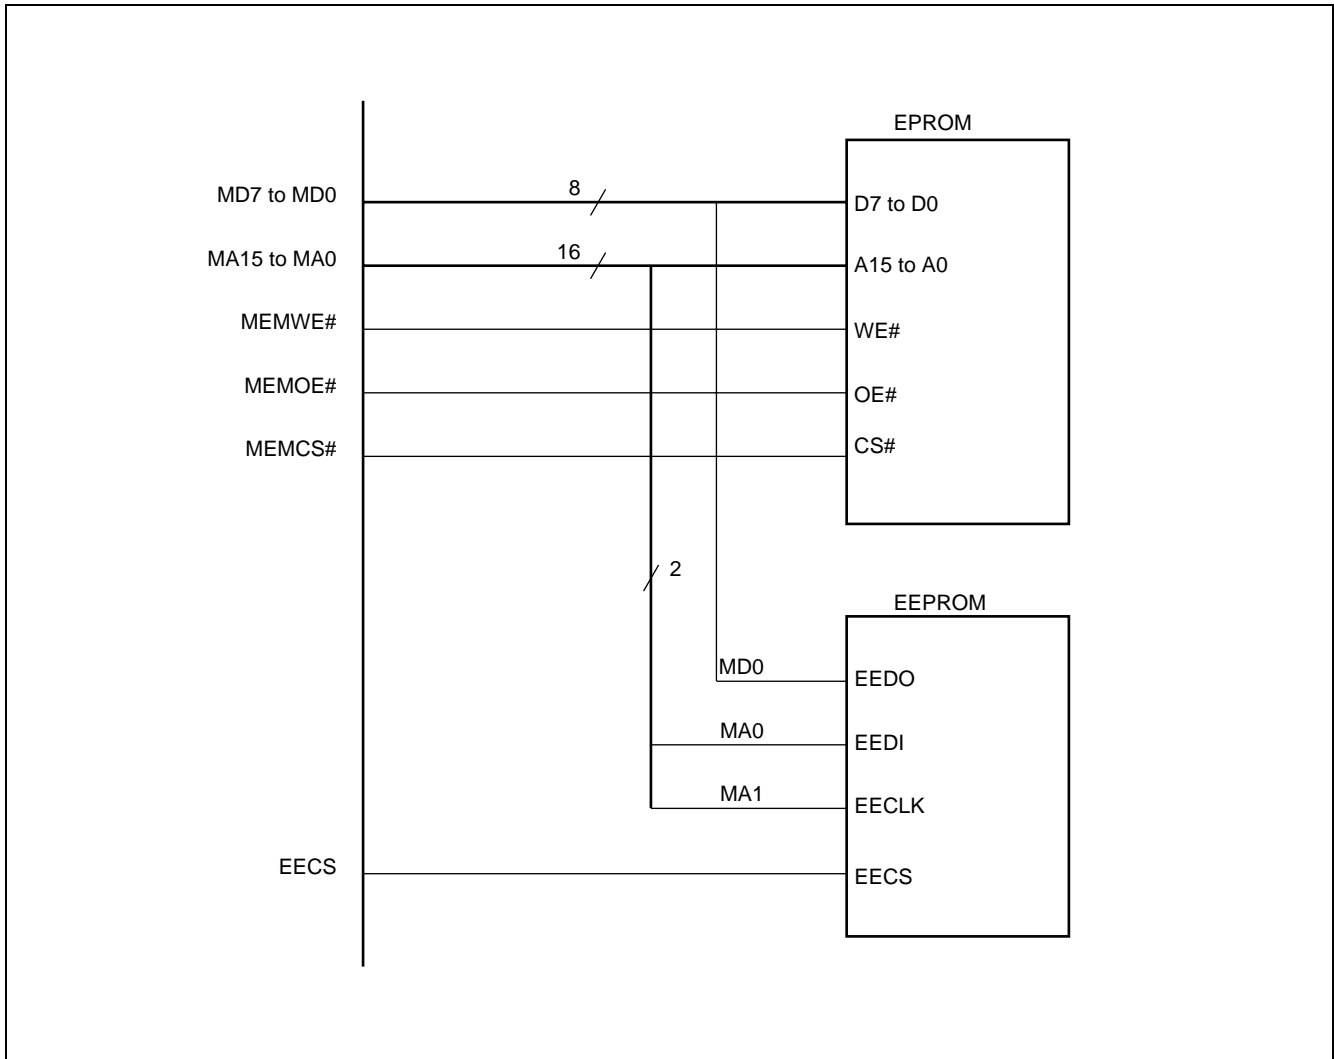 EPROM
MD7 to MD0
8
D7 to D0
MA15 to MA0
16
A15 to A0
MEMWE#
WE#
MEMOE#
OE#
MEMCS#
CS#
2
EEPROM
MD0
EEDO
MA0
EEDI
MA1
EECLK
EECS
EECS